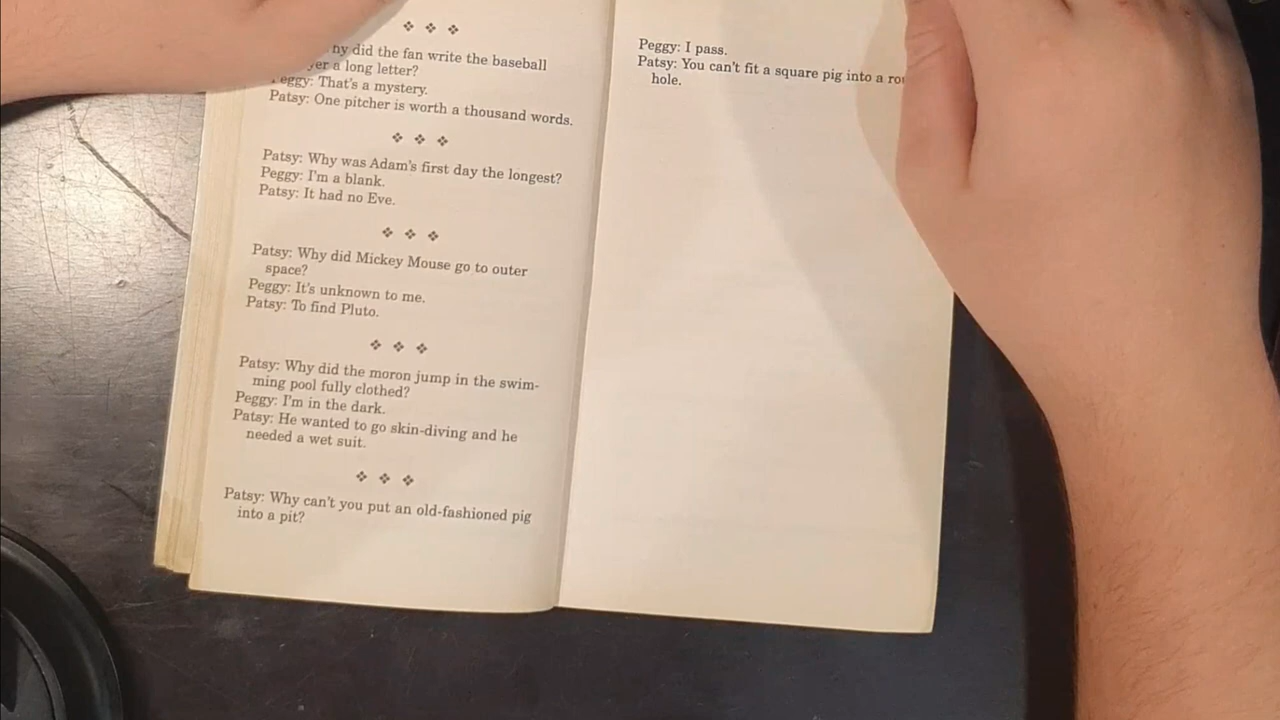 did the fan write the baseball
a long letter?
Peggy: That's a mystery.
Patsy: One pitcher is worth a thousand words.
Patsy: Why was Adam's first day the longest?
Peggy: I'm a blank.
Patsy: It had no Eve.
Patsy: Why did Mickey Mouse go to outer
space?
Peggy: It's unknown to me.
Patsy: To find Pluto.
Patsy: Why did the moron jump in the swim-
ming pool fully clothed?
Peggy: I'm in the dark.
Patsy: He wanted to go skin-diving and he
needed a wet suit.
Patsy: Why can't you put an old-fashioned pig
into a pit?
Peggy: I pass.
Patsy: You can't fit a square pig into a
hole.